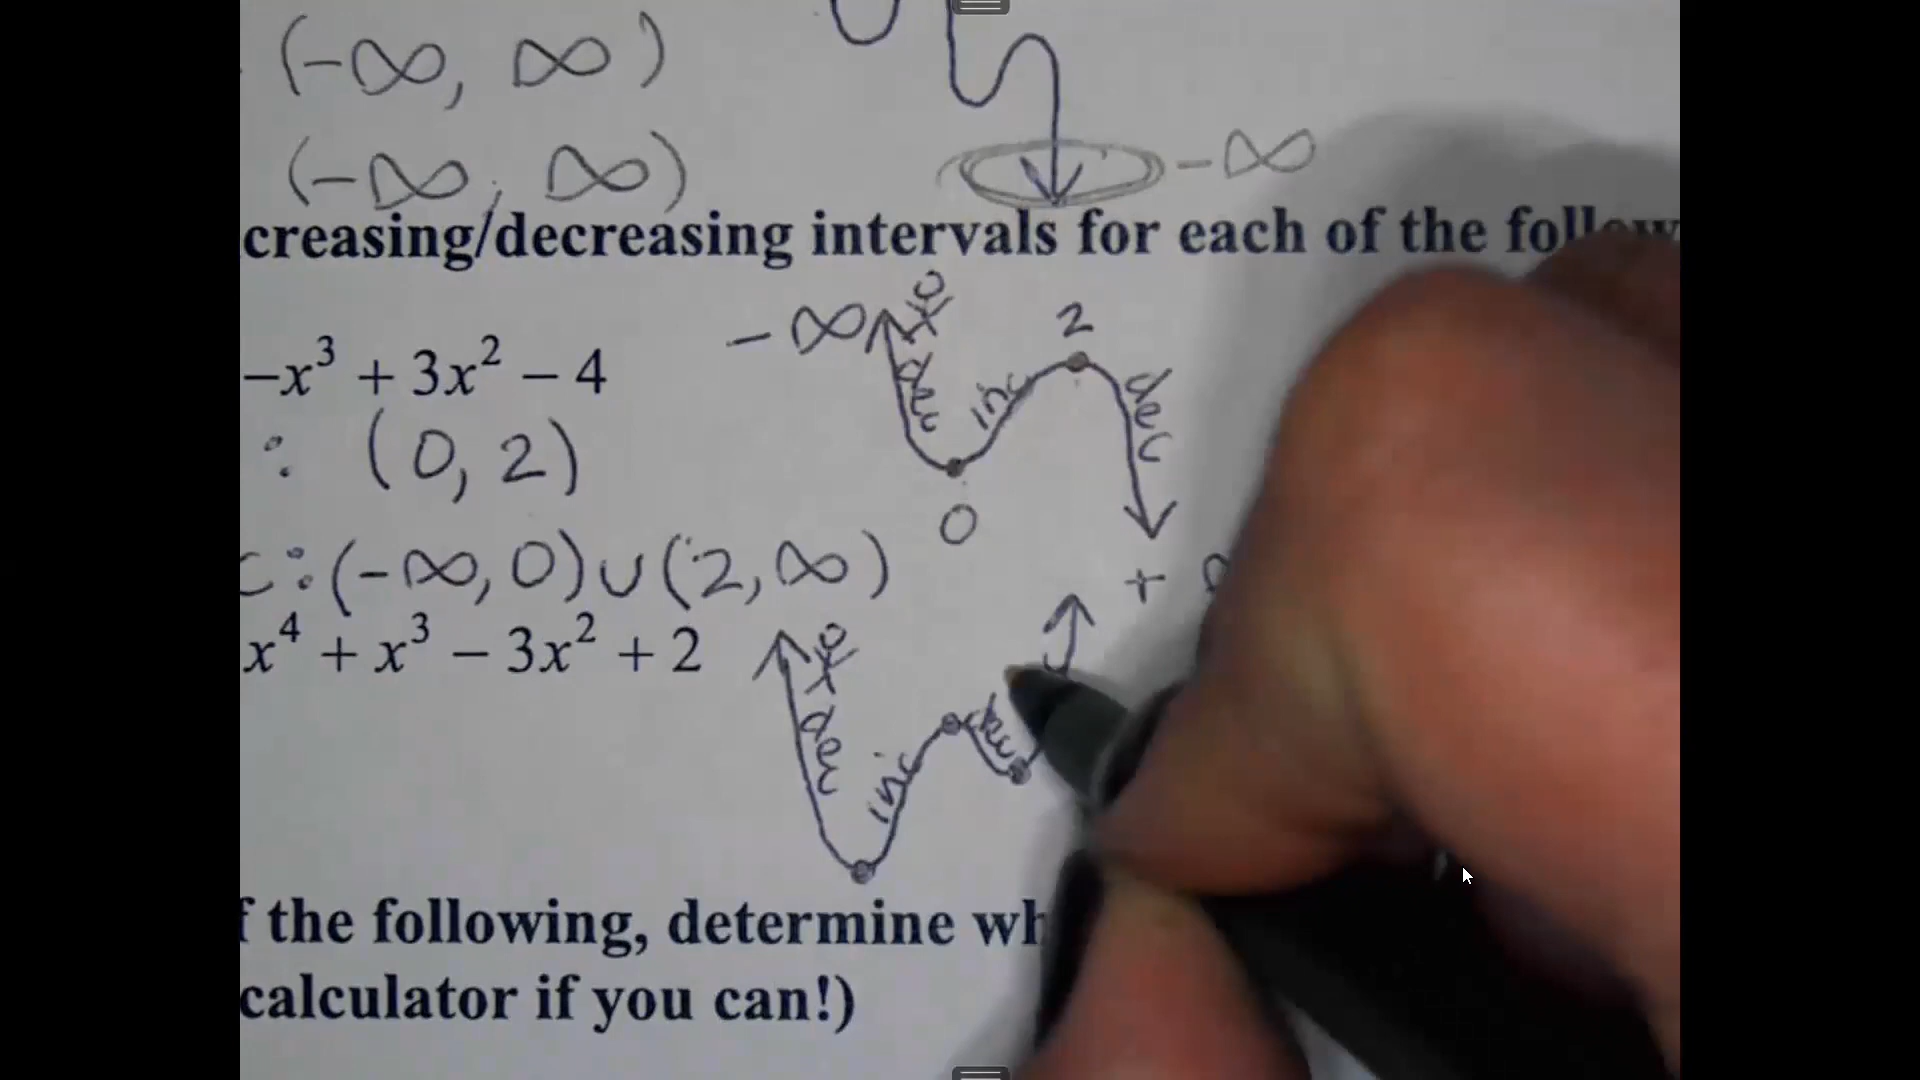 (-∞, ∞)
(-∞, ∞)
-∞
creasing/decreasing intervals for each of the follow
-x³ + 3x² - 4
-∞
dec
inc
2
dec
0
: (0, 2)
C: (-∞, 0) ∪ (2, ∞)
+
x⁴ + x³ - 3x² + 2
dec
inc
dec
f the following, determine wh
calculator if you can!)